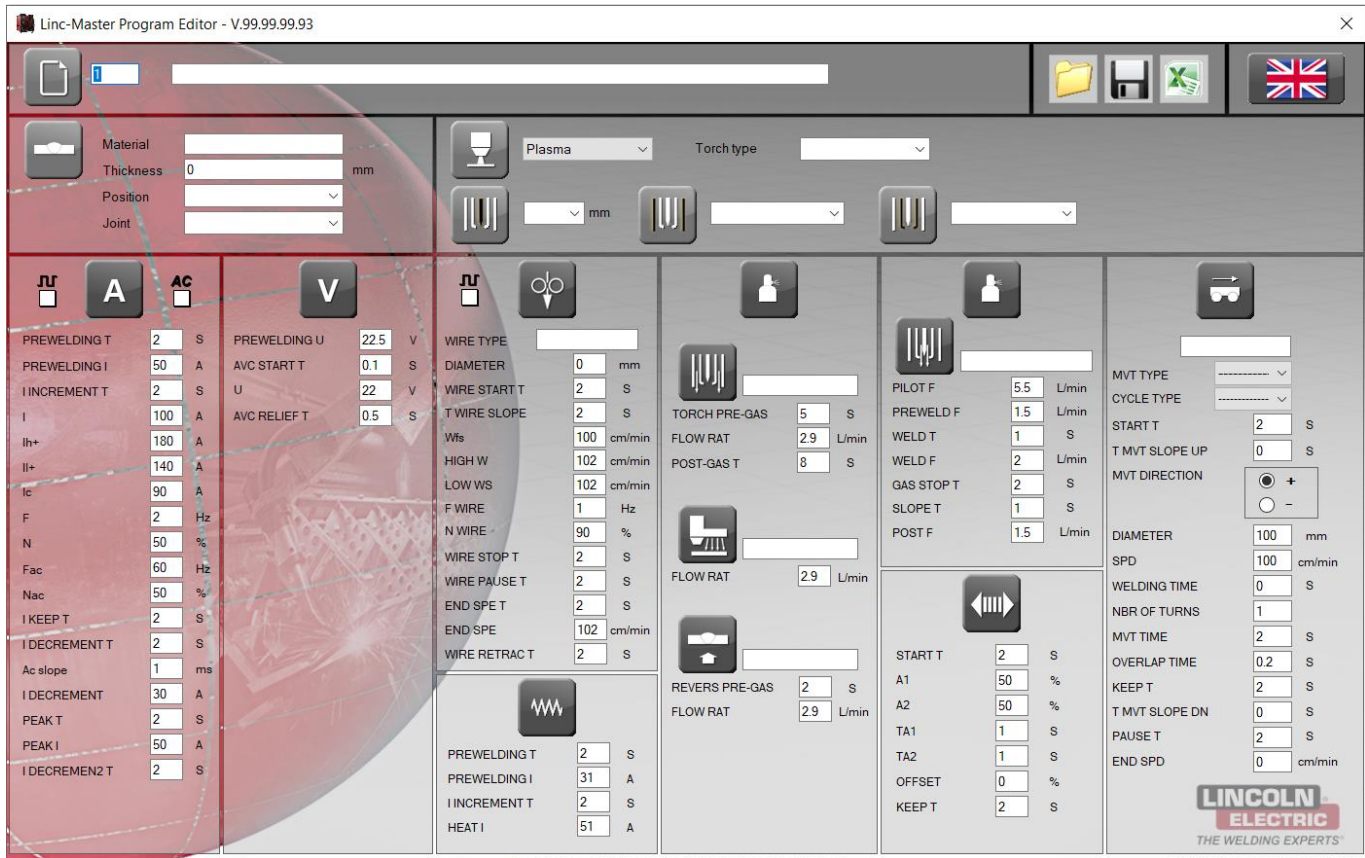 Linc-Master Program Editor - V.99.99.99.93
1
Material
Thickness 0 mm
Position
Joint
Plasma Torch type
mm
AC
A
PREWELDING T 2 S
PREWELDING I 50 A
I INCREMENT T 2 S
I 100 A
Ih+ 180 A
Il+ 140 A
Ic 90 A
F 2 Hz
N 50 %
Fac 60 Hz
Nac 50 %
I KEEP T 2 S
I DECREMENT T 2 S
Ac slope 1 ms
I DECREMENT 30 A
PEAK T 2 S
PEAK I 50 A
I DECREMEN2 T 2 S
V
PREWELDING U 22.5 V
AVC START T 0.1 S
U 22 V
AVC RELIEF T 0.5 S
WIRE TYPE
DIAMETER 0 mm
WIRE START T 2 S
T WIRE SLOPE 2 S
Wfs 100 cm/min
HIGH W 102 cm/min
LOW WS 102 cm/min
F WIRE 1 Hz
N WIRE 90 %
WIRE STOP T 2 S
WIRE PAUSE T 2 S
END SPE T 2 S
END SPE 102 cm/min
WIRE RETRAC T 2 S
PREWELDING T 2 S
PREWELDING I 31 A
I INCREMENT T 2 S
HEAT I 51 A
TORCH PRE-GAS 5 S
FLOW RAT 2.9 L/min
POST-GAS T 8 S
FLOW RAT 2.9 L/min
REVERS PRE-GAS 2 S
FLOW RAT 2.9 L/min
PILOT F 5.5 L/min
PREWELD F 1.5 L/min
WELD T 1 S
WELD F 2 L/min
GAS STOP T 2 S
SLOPE T 1 S
POST F 1.5 L/min
START T 2 S
A1 50 %
A2 50 %
TA1 1 S
TA2 1 S
OFFSET 0 %
KEEP T 2 S
MVT TYPE ------------
CYCLE TYPE ------------
START T 2 S
T MVT SLOPE UP 0 S
MVT DIRECTION +
-
DIAMETER 100 mm
SPD 100 cm/min
WELDING TIME 0 S
NBR OF TURNS 1
MVT TIME 2 S
OVERLAP TIME 0.2 S
KEEP T 2 S
T MVT SLOPE DN 0 S
PAUSE T 2 S
END SPD 0 cm/min
LINCOLN
ELECTRIC
THE WELDING EXPERTS®